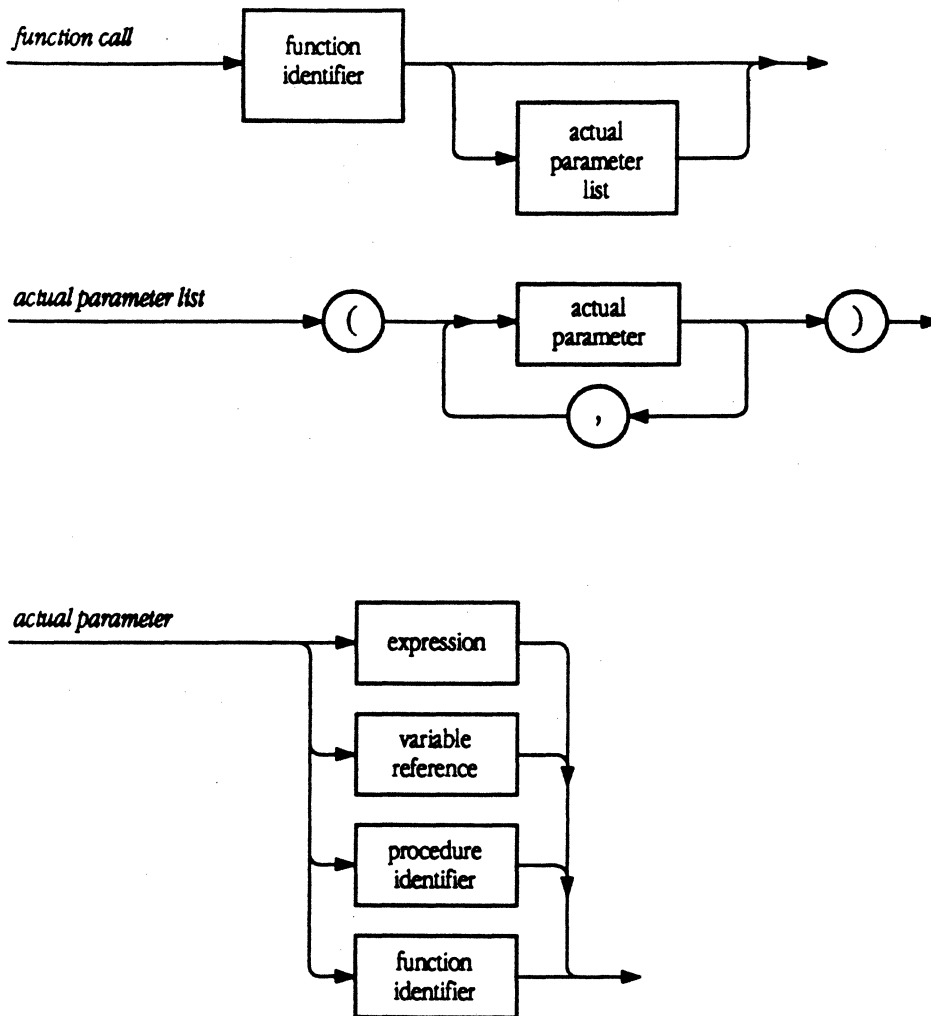 function call
function
identifier
actual
parameter
list
actual parameter list
(
actual
parameter
)
,
actual parameter
expression
variable
reference
procedure
identifier
function
identifier